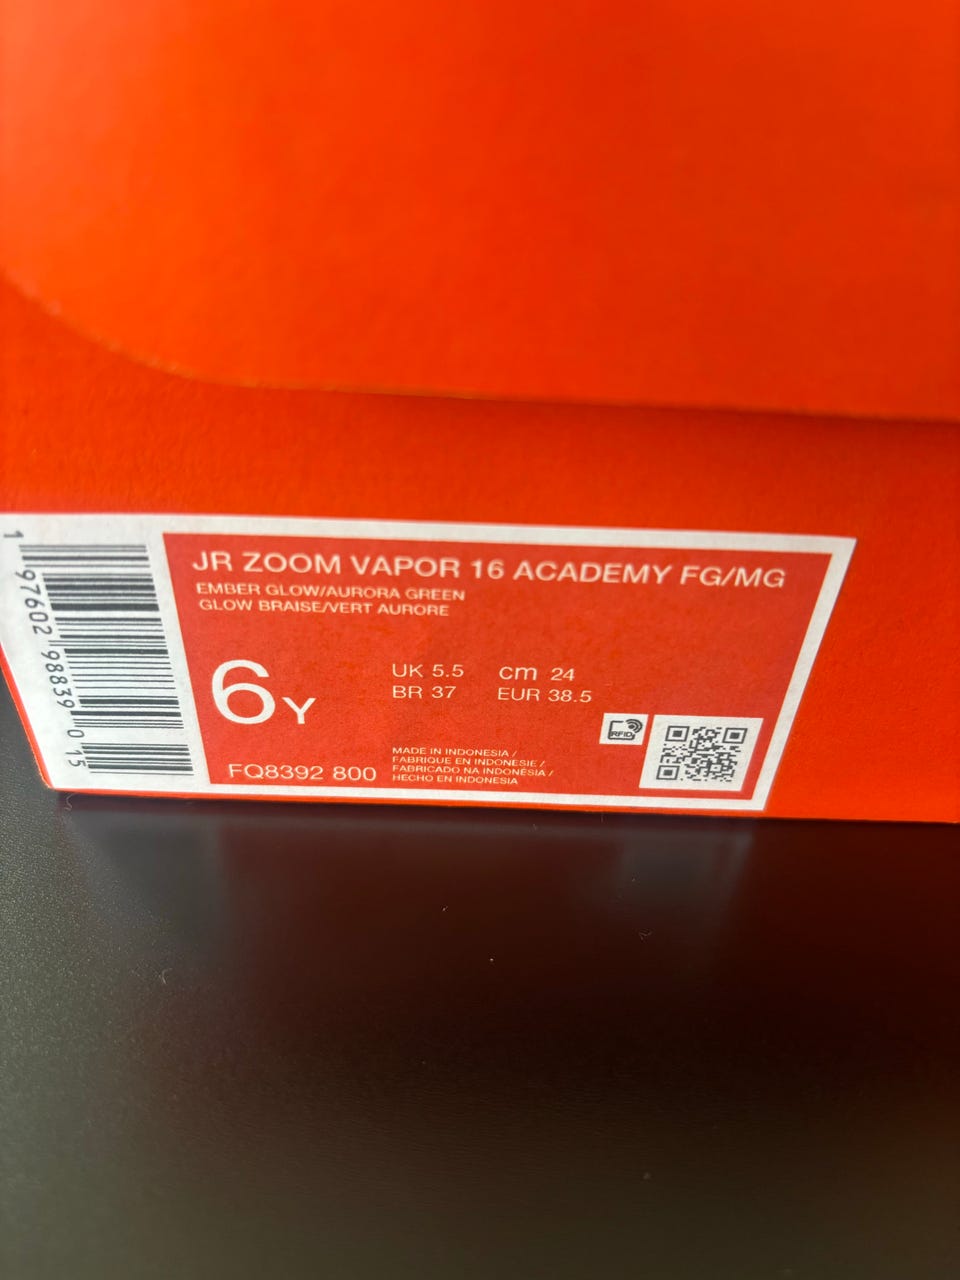 JR ZOOM VAPOR 16 ACADEMY FG/MG
EMBER GLOW/AURORA GREEN
GLOW BRAISE/VERT AURORE
6Y
UK 5.5 cm 24
BR 37 EUR 38.5
RFID
MADE IN INDONESIA /
FABRIQUE EN INDONESIE /
FABRICADO NA INDONÉSIA /
HECHO EN INDONESIA
FQ8392 800
1 97602 98839 0 15